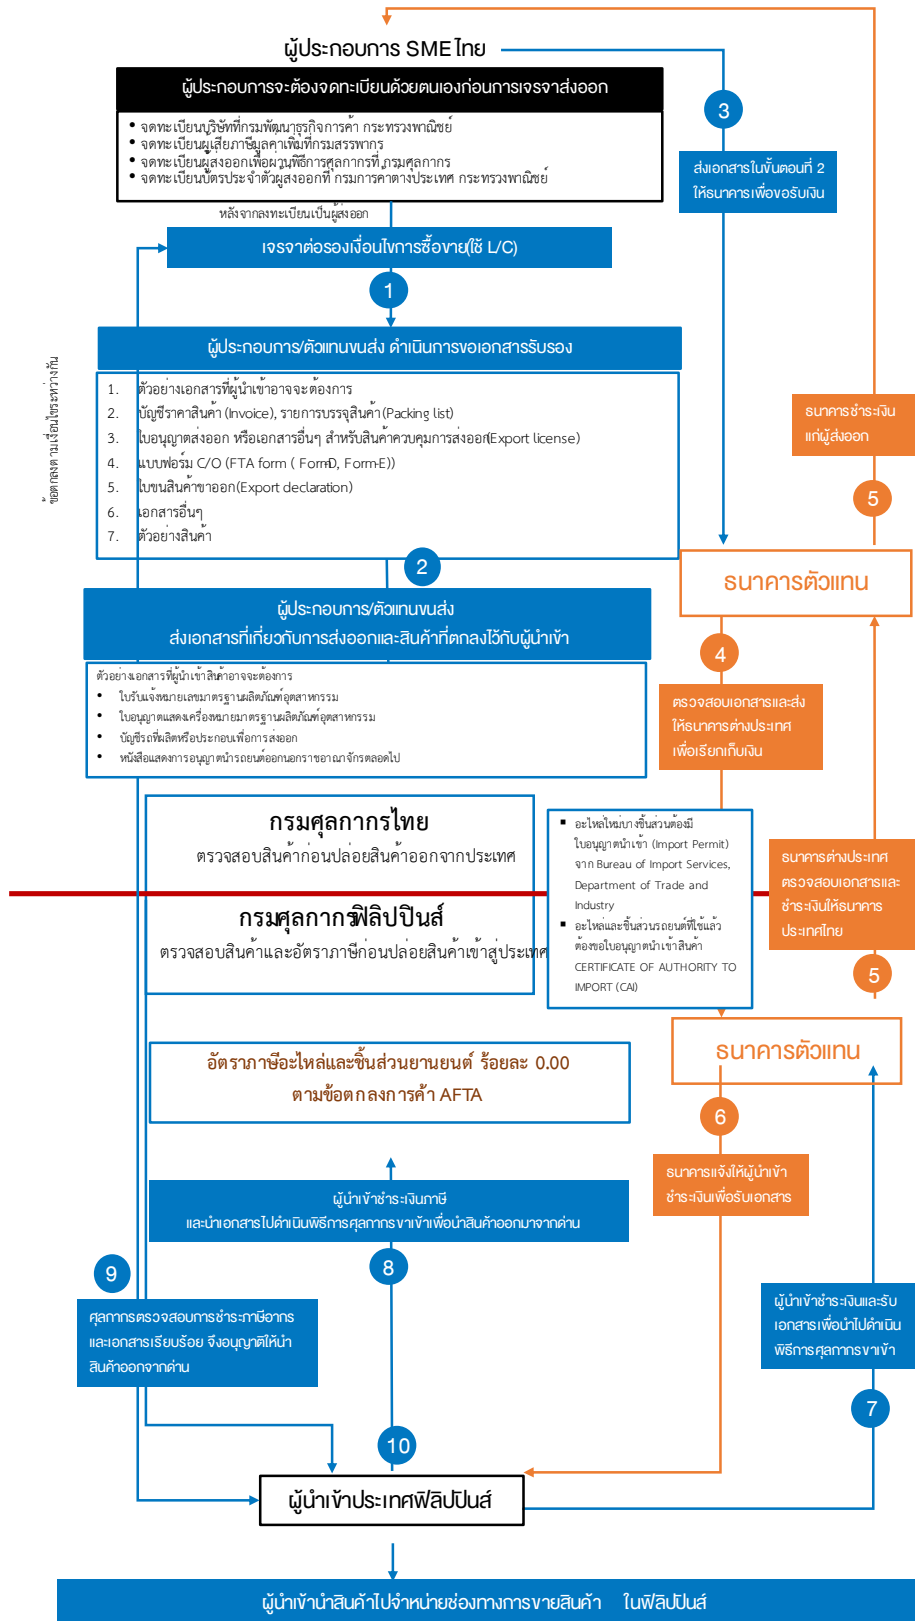 ผู้ประกอบการ SME ไทย
ผู้ประกอบการจะต้องจดทะเบียนด้วยตนเองก่อนการเจรจาส่งออก
• จดทะเบียนบริษัทที่กรมพัฒนาธุรกิจการค้า กระทรวงพาณิชย์
• จดทะเบียนผู้เสียภาษีมูลค่าเพิ่มที่กรมสรรพากร
• จดทะเบียนผู้ส่งออกเพื่อผ่านพิธีการศุลกากรที่ กรมศุลกากร
• จดทะเบียนบัตรประจำตัวผู้ส่งออกที่ กรมการค้าต่างประเทศ กระทรวงพาณิชย์
หลังจากลงทะเบียนเป็นผู้ส่งออก
3
ส่งเอกสารในขั้นตอนที่ 2
ให้ธนาคารเพื่อขอรับเงิน
เจรจาต่อรองเงื่อนไขการซื้อขาย(ใช้ L/C)
1
ผู้ประกอบการ/ตัวแทนขนส่ง ดำเนินการขอเอกสารรับรอง
1. ตัวอย่างเอกสารที่ผู้นำเข้าอาจจะต้องการ
2. บัญชีราคาสินค้า (Invoice), รายการบรรจุสินค้า(Packing list)
3. ใบอนุญาตส่งออก หรือเอกสารอื่นๆ สำหรับสินค้าควบคุมการส่งออก(Export license)
4. แบบฟอร์ม C/O (FTA form ( Form-D, Form-E))
5. ใบขนสินค้าขาออก(Export declaration)
6. เอกสารอื่นๆ
7. ตัวอย่างสินค้า
ข้อตกลงตามเงื่อนไขระหว่างกัน
ธนาคารชำระเงิน
แก่ผู้ส่งออก
5
2
ธนาคารตัวแทน
ผู้ประกอบการ/ตัวแทนขนส่ง
ส่งเอกสารที่เกี่ยวกับการส่งออกและสินค้าที่ตกลงไว้กับผู้นำเข้า
ตัวอย่างเอกสารที่ผู้นำเข้าสินค้าอาจจะต้องการ
• ใบรับแจ้งหมายเลขมาตรฐานผลิตภัณฑ์อุตสาหกรรม
• ใบอนุญาตแสดงเครื่องหมายมาตรฐานผลิตภัณฑ์อุตสาหกรรม
• บัญชีรถที่ผลิตหรือประกอบเพื่อการส่งออก
• หนังสือแสดงการอนุญาตนำรถยนต์ออกนอกราชอาณาจักรตลอดไป
4
ตรวจสอบเอกสารและส่ง
ให้ธนาคารต่างประเทศ
เพื่อเรียกเก็บเงิน
กรมศุลกากรไทย
ตรวจสอบสินค้าก่อนปล่อยสินค้าออกจากประเทศ
กรมศุลกากรฟิลิปปินส์
ตรวจสอบสินค้าและอัตราภาษีก่อนปล่อยสินค้าเข้าสู่ประเทศ
▪ อะไหล่ใหม่บางชิ้นส่วนต้องมี
ใบอนุญาตนำเข้า (Import Permit)
จาก Bureau of Import Services,
Department of Trade and
Industry
▪ อะไหล่และชิ้นส่วนรถยนต์ที่ใช้แล้ว
ต้องขอใบอนุญาตนำเข้าสินค้า
CERTIFICATE OF AUTHORITY TO
IMPORT (CAI)
ธนาคารต่างประเทศ
ตรวจสอบเอกสารและ
ชำระเงินให้ธนาคาร
ประเทศไทย
5
ธนาคารตัวแทน
อัตราภาษีอะไหล่และชิ้นส่วนยานยนต์ ร้อยละ 0.00
ตามข้อตกลงการค้า AFTA
6
ธนาคารแจ้งให้ผู้นำเข้า
ชำระเงินเพื่อรับเอกสาร
ผู้นำเข้าชำระเงินภาษี
และนำเอกสารไปดำเนินพิธีการศุลกากรขาเข้าเพื่อนำสินค้าออกมาจากด่าน
8
9
ศุลกากรตรวจสอบการชำระภาษีอากร
และเอกสารเรียบร้อย จึงอนุญาติให้นำ
สินค้าออกจากด่าน
ผู้นำเข้าชำระเงินและรับ
เอกสารเพื่อนำไปดำเนิน
พิธีการศุลกากรขาเข้า
7
10
ผู้นำเข้าประเทศฟิลิปปินส์
ผู้นำเข้านำสินค้าไปจำหน่ายช่องทางการขายสินค้า ในฟิลิปปินส์